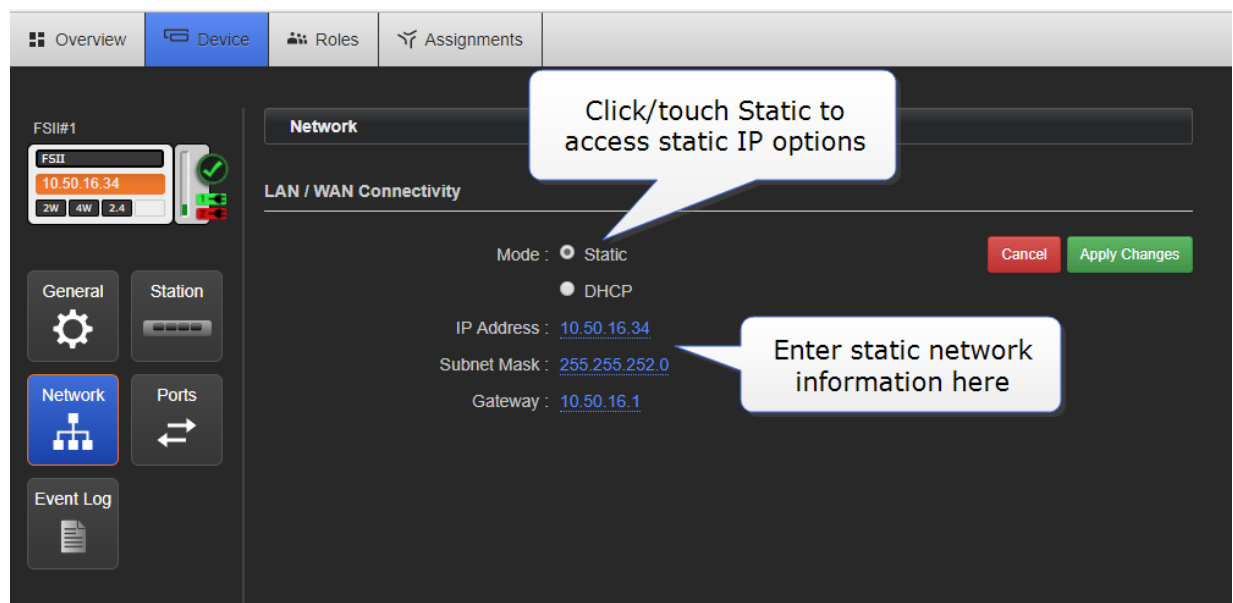 Overview Device Roles Assignments
Click/touch Static to
access static IP options
FSII#1
Network
FSII
10.50.16.34
2W 4W 2.4
1
2
LAN / WAN Connectivity
Mode : Static
Cancel Apply Changes
DHCP
General Station
IP Address : 10.50.16.34
Subnet Mask : 255.255.252.0
Gateway : 10.50.16.1
Enter static network
information here
Network Ports
Event Log